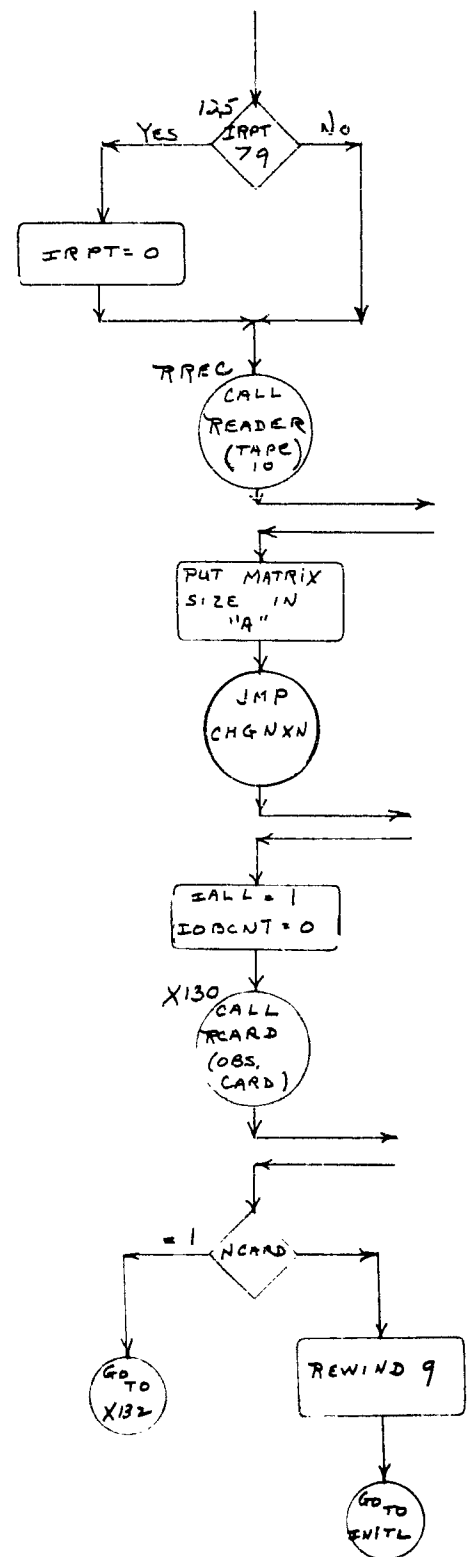 125
IRPT
79
Yes
No
IRPT = 0
RREC
CALL
READER
(TAPE
10)
PUT MATRIX
SIZE IN
"A"
JMP
CHGNXN
IALL = 1
IOBCNT = 0
X130
CALL
RCARD
(OBS.
CARD)
= 1
NCARD
GO TO
X132
REWIND 9
GO TO
INITL